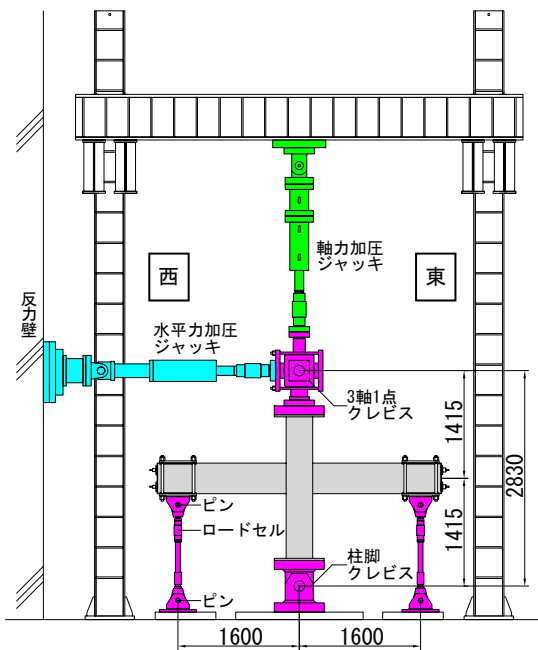 軸力加圧
ジャッキ
西
東
反力壁
水平力加圧
ジャッキ
3軸1点
クレビス
1415
2830
ピン
ロードセル
1415
柱脚
クレビス
ピン
1600
1600